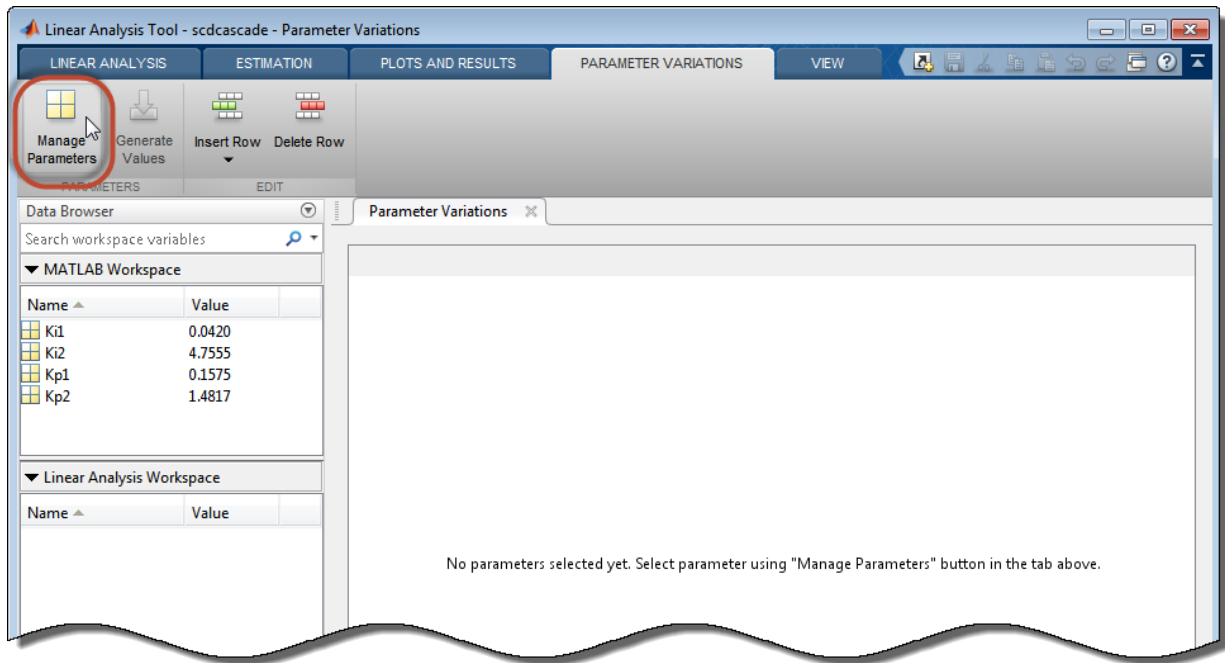 Linear Analysis Tool - scdcascade - Parameter Variations
LINEAR ANALYSIS ESTIMATION PLOTS AND RESULTS PARAMETER VARIATIONS VIEW
Manage Parameters
Generate Values
Insert Row
Delete Row
PARAMETERS EDIT
Data Browser
Parameter Variations
Search workspace variables
MATLAB Workspace
Name Value
Ki1 0.0420
Ki2 4.7555
Kp1 0.1575
Kp2 1.4817
Linear Analysis Workspace
Name Value
No parameters selected yet. Select parameter using "Manage Parameters" button in the tab above.